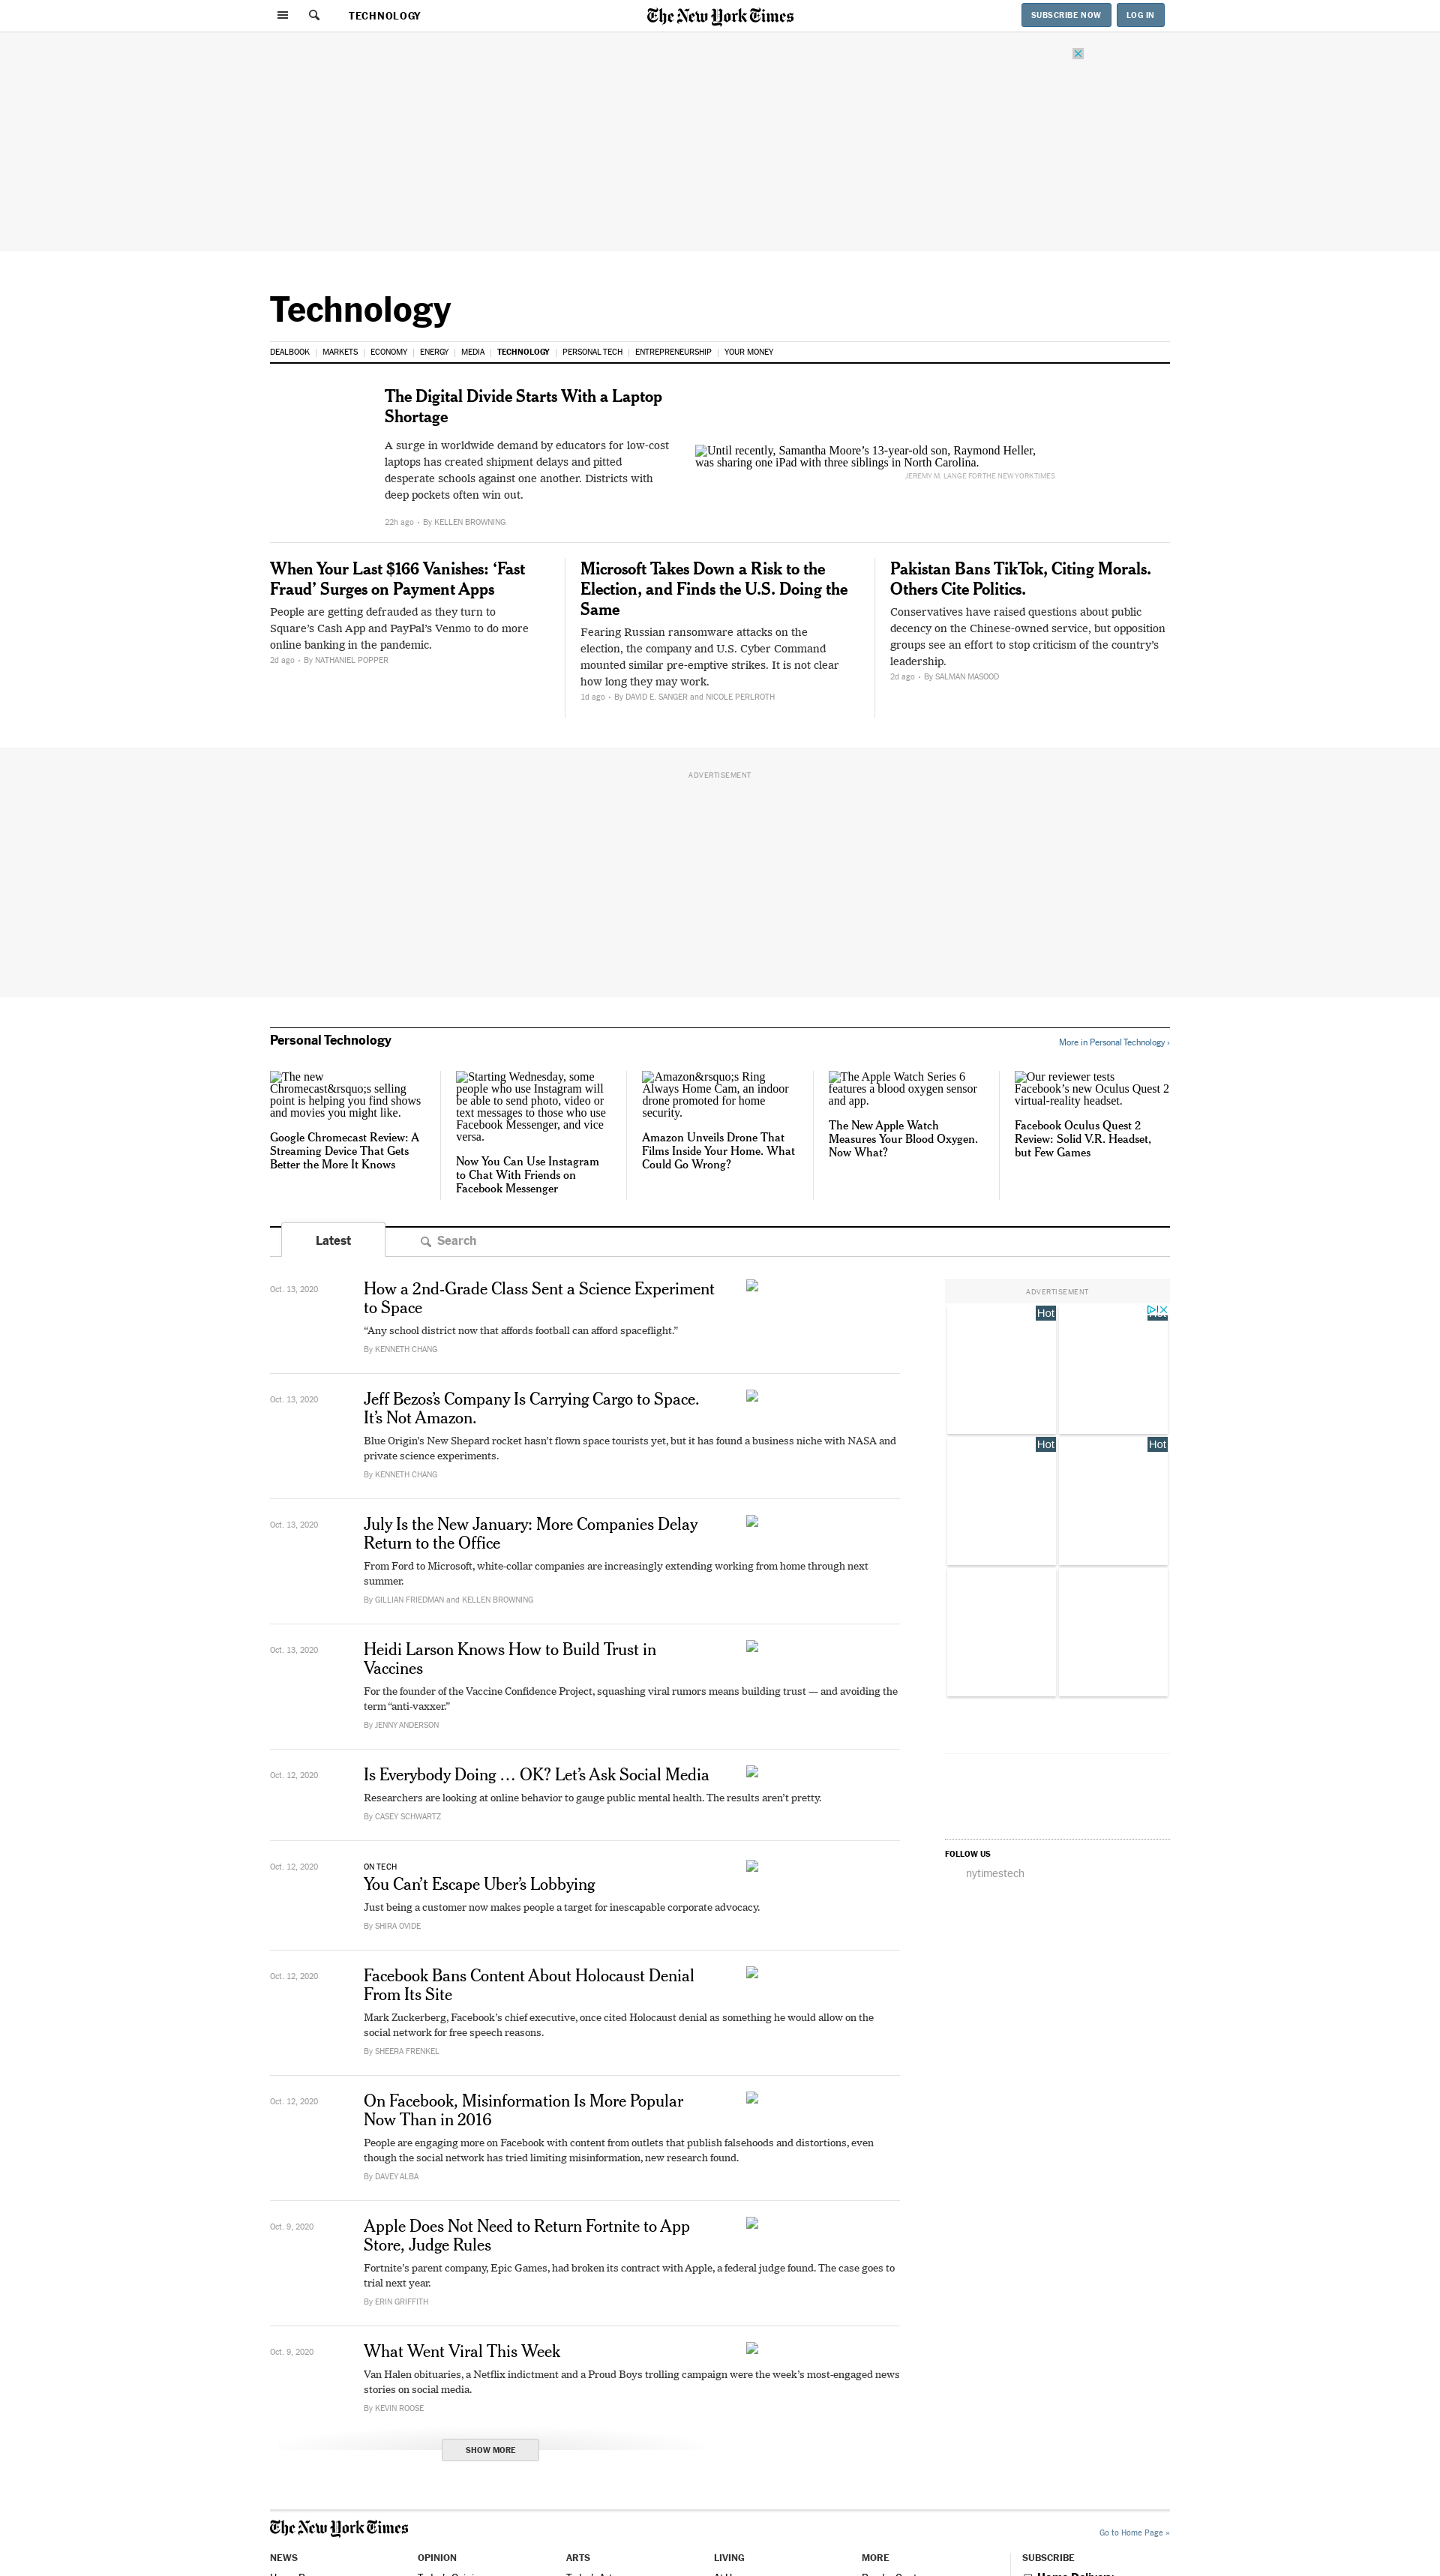 TECHNOLOGY
The New York Times
SUBSCRIBE NOW
LOG IN
Technology
DEALBOOK | MARKETS | ECONOMY | ENERGY | MEDIA | TECHNOLOGY | PERSONAL TECH | ENTREPRENEURSHIP | YOUR MONEY
The Digital Divide Starts With a Laptop
Shortage
A surge in worldwide demand by educators for low-cost
laptops has created shipment delays and pitted
desperate schools against one another. Districts with
deep pockets often win out.
22h ago • By KELLEN BROWNING
Until recently, Samantha Moore’s 13-year-old son, Raymond Heller,
was sharing one iPad with three siblings in North Carolina.
JEREMY M. LANGE FOR THE NEW YORK TIMES
When Your Last $166 Vanishes: ‘Fast
Fraud’ Surges on Payment Apps
People are getting defrauded as they turn to
Square’s Cash App and PayPal’s Venmo to do more
online banking in the pandemic.
2d ago • By NATHANIEL POPPER
Microsoft Takes Down a Risk to the
Election, and Finds the U.S. Doing the
Same
Fearing Russian ransomware attacks on the
election, the company and U.S. Cyber Command
mounted similar pre-emptive strikes. It is not clear
how long they may work.
1d ago • By DAVID E. SANGER and NICOLE PERLROTH
Pakistan Bans TikTok, Citing Morals.
Others Cite Politics.
Conservatives have raised questions about public
decency on the Chinese-owned service, but opposition
groups see an effort to stop criticism of the country’s
leadership.
2d ago • By SALMAN MASOOD
ADVERTISEMENT
Personal Technology
More in Personal Technology ›
The new
Chromecast&rsquo;s selling
point is helping you find shows
and movies you might like.
Google Chromecast Review: A
Streaming Device That Gets
Better the More It Knows
Starting Wednesday, some
people who use Instagram will
be able to send photo, video or
text messages to those who use
Facebook Messenger, and vice
versa.
Now You Can Use Instagram
to Chat With Friends on
Facebook Messenger
Amazon&rsquo;s Ring
Always Home Cam, an indoor
drone promoted for home
security.
Amazon Unveils Drone That
Films Inside Your Home. What
Could Go Wrong?
The Apple Watch Series 6
features a blood oxygen sensor
and app.
The New Apple Watch
Measures Your Blood Oxygen.
Now What?
Our reviewer tests
Facebook’s new Oculus Quest 2
virtual-reality headset.
Facebook Oculus Quest 2
Review: Solid V.R. Headset,
but Few Games
Latest
Search
Oct. 13, 2020
How a 2nd-Grade Class Sent a Science Experiment
to Space
“Any school district now that affords football can afford spaceflight.”
By KENNETH CHANG
Oct. 13, 2020
Jeff Bezos’s Company Is Carrying Cargo to Space.
It’s Not Amazon.
Blue Origin’s New Shepard rocket hasn’t flown space tourists yet, but it has found a business niche with NASA and
private science experiments.
By KENNETH CHANG
Oct. 13, 2020
July Is the New January: More Companies Delay
Return to the Office
From Ford to Microsoft, white-collar companies are increasingly extending working from home through next
summer.
By GILLIAN FRIEDMAN and KELLEN BROWNING
Oct. 13, 2020
Heidi Larson Knows How to Build Trust in
Vaccines
For the founder of the Vaccine Confidence Project, squashing viral rumors means building trust — and avoiding the
term “anti-vaxxer.”
By JENNY ANDERSON
Oct. 12, 2020
Is Everybody Doing … OK? Let’s Ask Social Media
Researchers are looking at online behavior to gauge public mental health. The results aren’t pretty.
By CASEY SCHWARTZ
Oct. 12, 2020
ON TECH
You Can’t Escape Uber’s Lobbying
Just being a customer now makes people a target for inescapable corporate advocacy.
By SHIRA OVIDE
Oct. 12, 2020
Facebook Bans Content About Holocaust Denial
From Its Site
Mark Zuckerberg, Facebook’s chief executive, once cited Holocaust denial as something he would allow on the
social network for free speech reasons.
By SHEERA FRENKEL
Oct. 12, 2020
On Facebook, Misinformation Is More Popular
Now Than in 2016
People are engaging more on Facebook with content from outlets that publish falsehoods and distortions, even
though the social network has tried limiting misinformation, new research found.
By DAVEY ALBA
Oct. 9, 2020
Apple Does Not Need to Return Fortnite to App
Store, Judge Rules
Fortnite’s parent company, Epic Games, had broken its contract with Apple, a federal judge found. The case goes to
trial next year.
By ERIN GRIFFITH
Oct. 9, 2020
What Went Viral This Week
Van Halen obituaries, a Netflix indictment and a Proud Boys trolling campaign were the week’s most-engaged news
stories on social media.
By KEVIN ROOSE
SHOW MORE
ADVERTISEMENT
Hot
Hot
Hot
FOLLOW US
nytimestech
The New York Times
Go to Home Page »
NEWS
OPINION
ARTS
MORE
LIVING
SUBSCRIBE